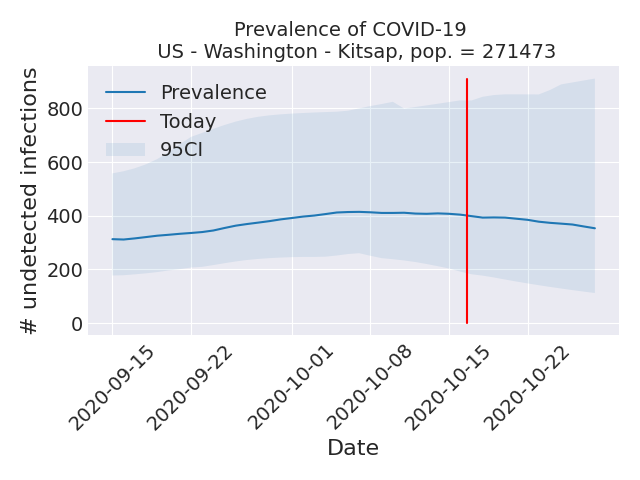 Prevalence of COVID-19
US - Washington - Kitsap, pop. = 271473
# undetected infections
800
600
400
200
0
Prevalence
Today
95CI
2020-09-15
2020-09-22
2020-10-01
2020-10-08
2020-10-15
2020-10-22
Date